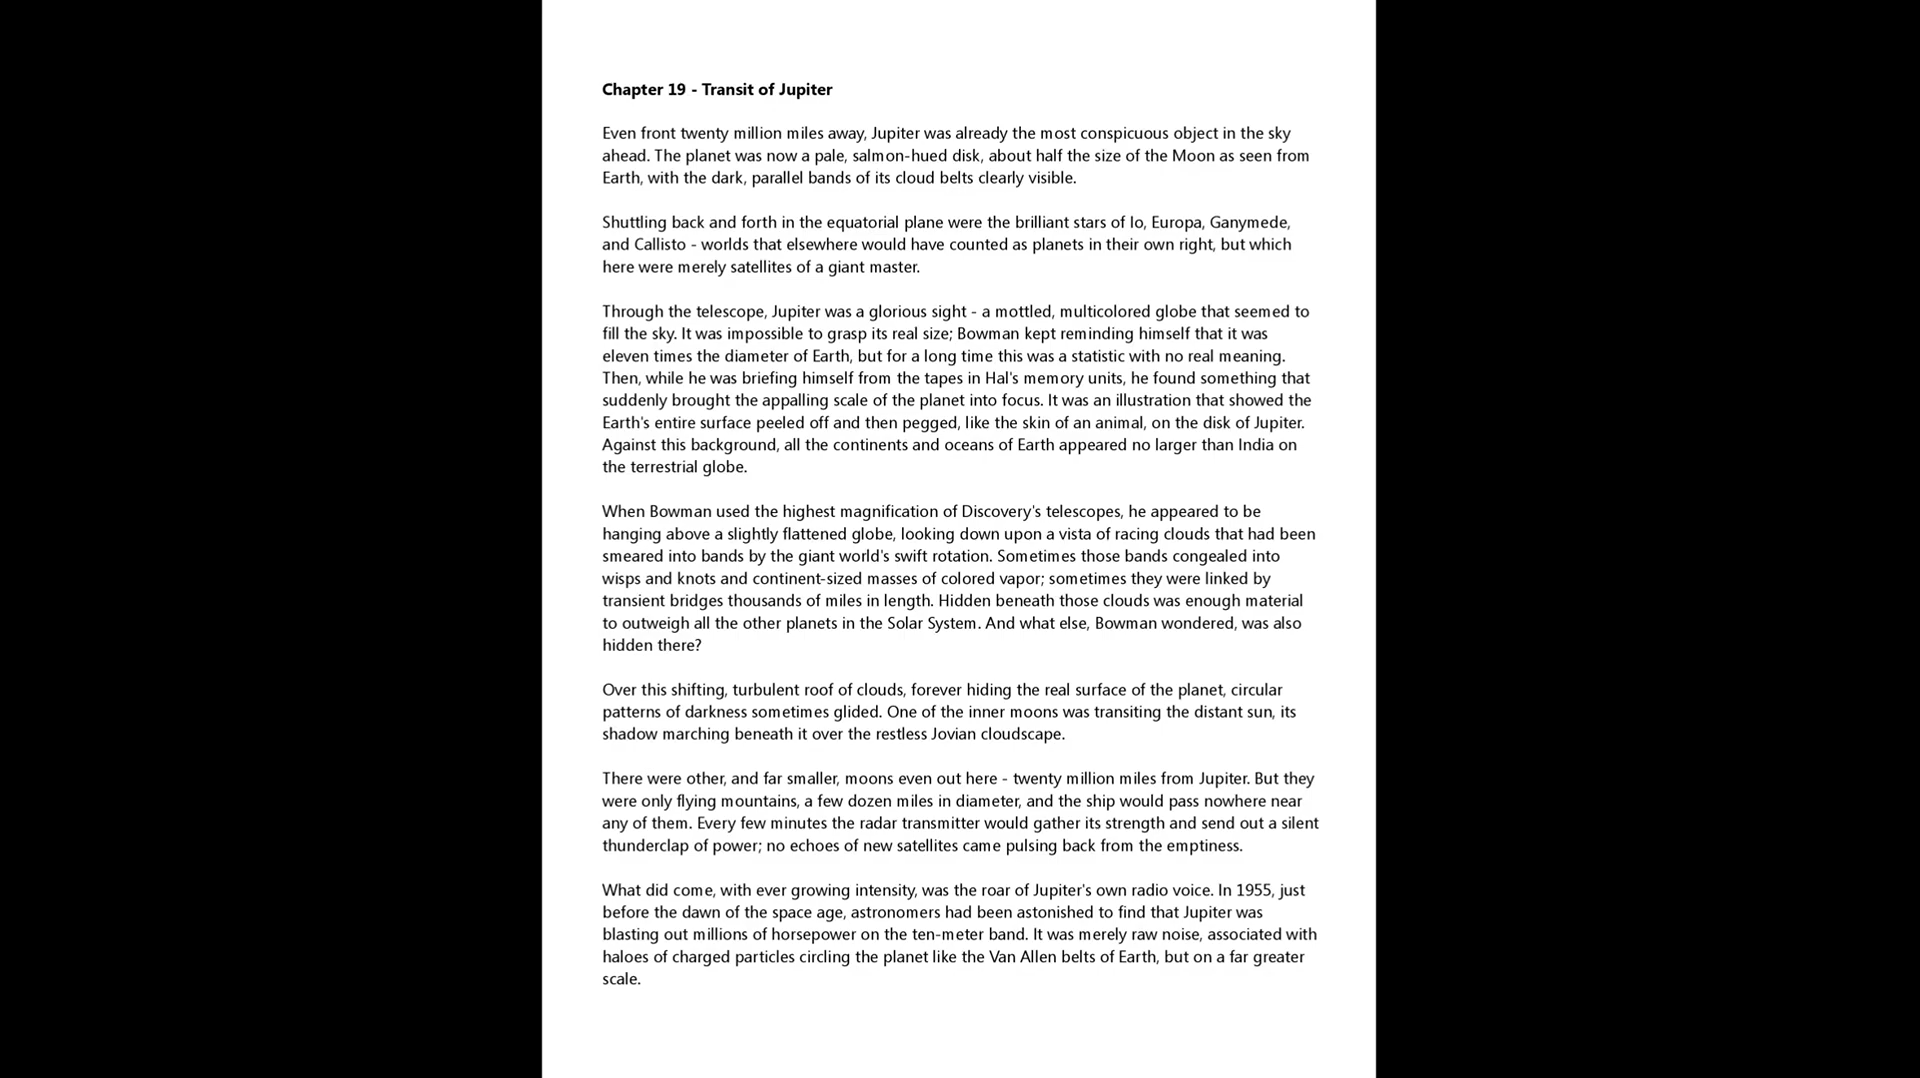 Chapter 19 - Transit of Jupiter
Even front twenty million miles away, Jupiter was already the most conspicuous object in the sky
ahead. The planet was now a pale, salmon-hued disk, about half the size of the Moon as seen from
Earth, with the dark, parallel bands of its cloud belts clearly visible.
Shuttling back and forth in the equatorial plane were the brilliant stars of Io, Europa, Ganymede,
and Callisto - worlds that elsewhere would have counted as planets in their own right, but which
here were merely satellites of a giant master.
Through the telescope, Jupiter was a glorious sight - a mottled, multicolored globe that seemed to
fill the sky. It was impossible to grasp its real size; Bowman kept reminding himself that it was
eleven times the diameter of Earth, but for a long time this was a statistic with no real meaning.
Then, while he was briefing himself from the tapes in Hal's memory units, he found something that
suddenly brought the appalling scale of the planet into focus. It was an illustration that showed the
Earth's entire surface peeled off and then pegged, like the skin of an animal, on the disk of Jupiter.
Against this background, all the continents and oceans of Earth appeared no larger than India on
the terrestrial globe.
When Bowman used the highest magnification of Discovery's telescopes, he appeared to be
hanging above a slightly flattened globe, looking down upon a vista of racing clouds that had been
smeared into bands by the giant world's swift rotation. Sometimes those bands congealed into
wisps and knots and continent-sized masses of colored vapor; sometimes they were linked by
transient bridges thousands of miles in length. Hidden beneath those clouds was enough material
to outweigh all the other planets in the Solar System. And what else, Bowman wondered, was also
hidden there?
Over this shifting, turbulent roof of clouds, forever hiding the real surface of the planet, circular
patterns of darkness sometimes glided. One of the inner moons was transiting the distant sun, its
shadow marching beneath it over the restless Jovian cloudscape.
There were other, and far smaller, moons even out here - twenty million miles from Jupiter. But they
were only flying mountains, a few dozen miles in diameter, and the ship would pass nowhere near
any of them. Every few minutes the radar transmitter would gather its strength and send out a silent
thunderclap of power; no echoes of new satellites came pulsing back from the emptiness.
What did come, with ever growing intensity, was the roar of Jupiter's own radio voice. In 1955, just
before the dawn of the space age, astronomers had been astonished to find that Jupiter was
blasting out millions of horsepower on the ten-meter band. It was merely raw noise, associated with
haloes of charged particles circling the planet like the Van Allen belts of Earth, but on a far greater
scale.